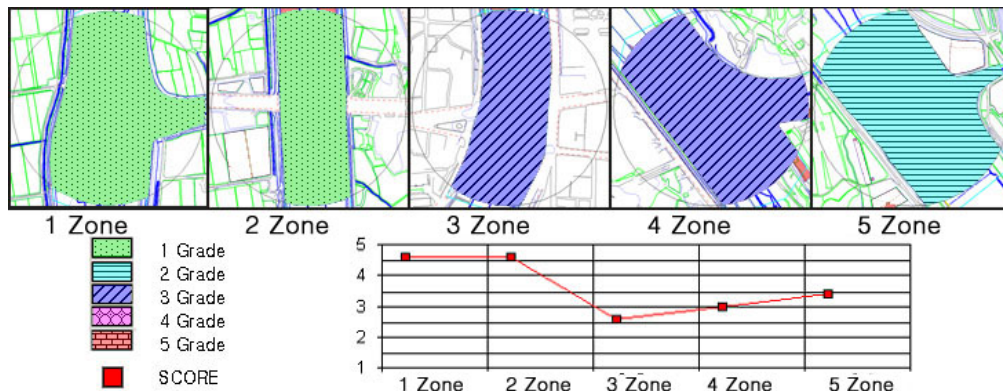 1 Zone 2 Zone 3 Zone 4 Zone 5 Zone
1 Grade
2 Grade
3 Grade
4 Grade
5 Grade
SCORE
5
4
3
2
1
1 Zone 2 Zone 3 Zone 4 Zone 5 Zone